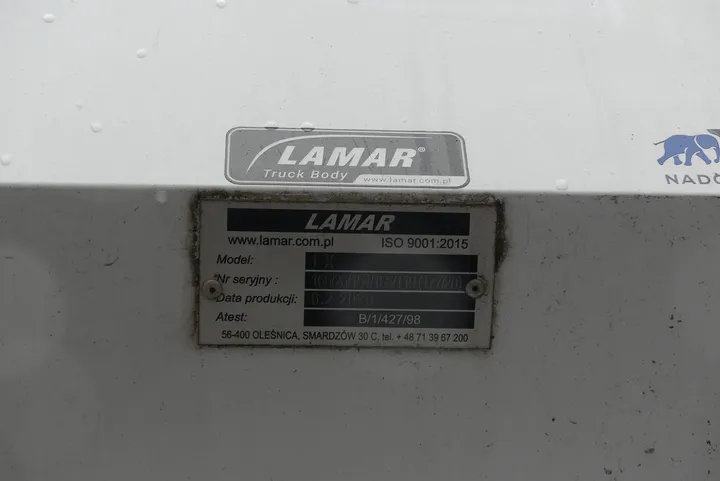 LAMAR®
Truck Body
www.lamar.com.pl
NADO
LAMAR
www.lamar.com.pl ISO 9001:2015
Model:
Nr seryjny :
Data produkcji:
Atest: B/1/427/98
56-400 OLEŚNICA, SMARDZÓW 30 C, tel. + 48 71 39 67 200